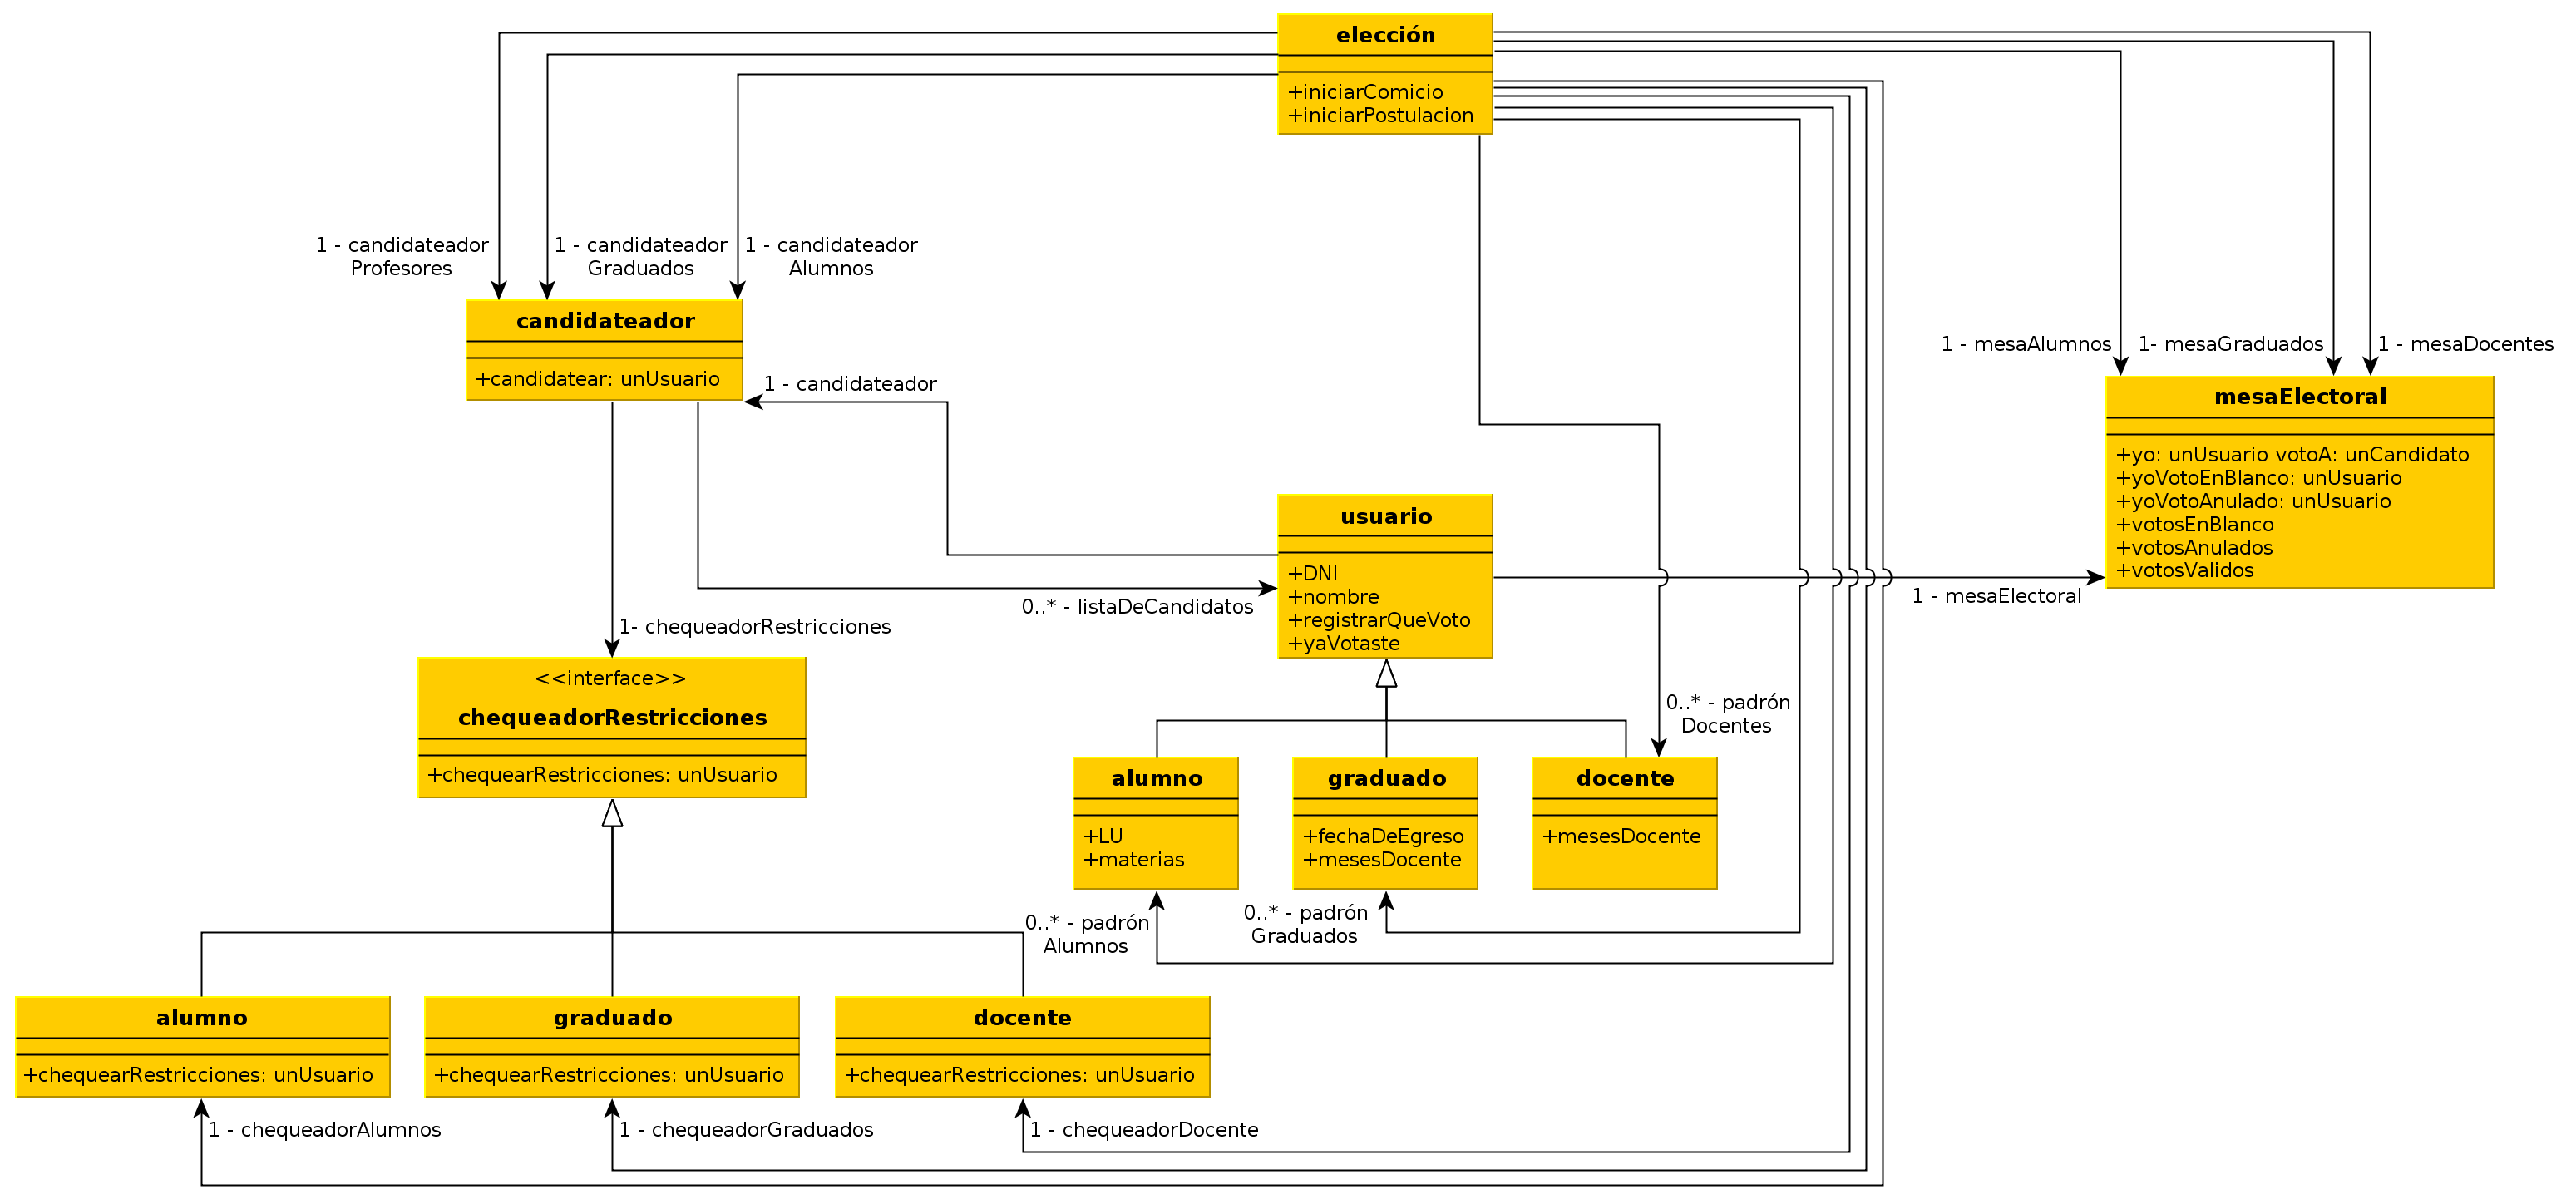 elección
+iniciarComicio
+iniciarPostulacion
1 - candidateador
Profesores
1 - candidateador
Graduados
1 - candidateador
Alumnos
candidateador
+candidatear: unUsuario
1 - candidateador
1 - mesaAlumnos
1- mesaGraduados
1 - mesaDocentes
mesaElectoral
+yo: unUsuario votoA: unCandidato
+yoVotoEnBlanco: unUsuario
+yoVotoAnulado: unUsuario
+votosEnBlanco
+votosAnulados
+votosValidos
usuario
+DNI
+nombre
+registrarQueVoto
+yaVotaste
1 - mesaElectoral
0..* - listaDeCandidatos
1- chequeadorRestricciones
<<interface>>
chequeadorRestricciones
+chequearRestricciones: unUsuario
0..* - padrón
Docentes
alumno
+LU
+materias
graduado
+fechaDeEgreso
+mesesDocente
docente
+mesesDocente
0..* - padrón
Alumnos
0..* - padrón
Graduados
alumno
+chequearRestricciones: unUsuario
graduado
+chequearRestricciones: unUsuario
docente
+chequearRestricciones: unUsuario
1 - chequeadorAlumnos
1 - chequeadorGraduados
1 - chequeadorDocente